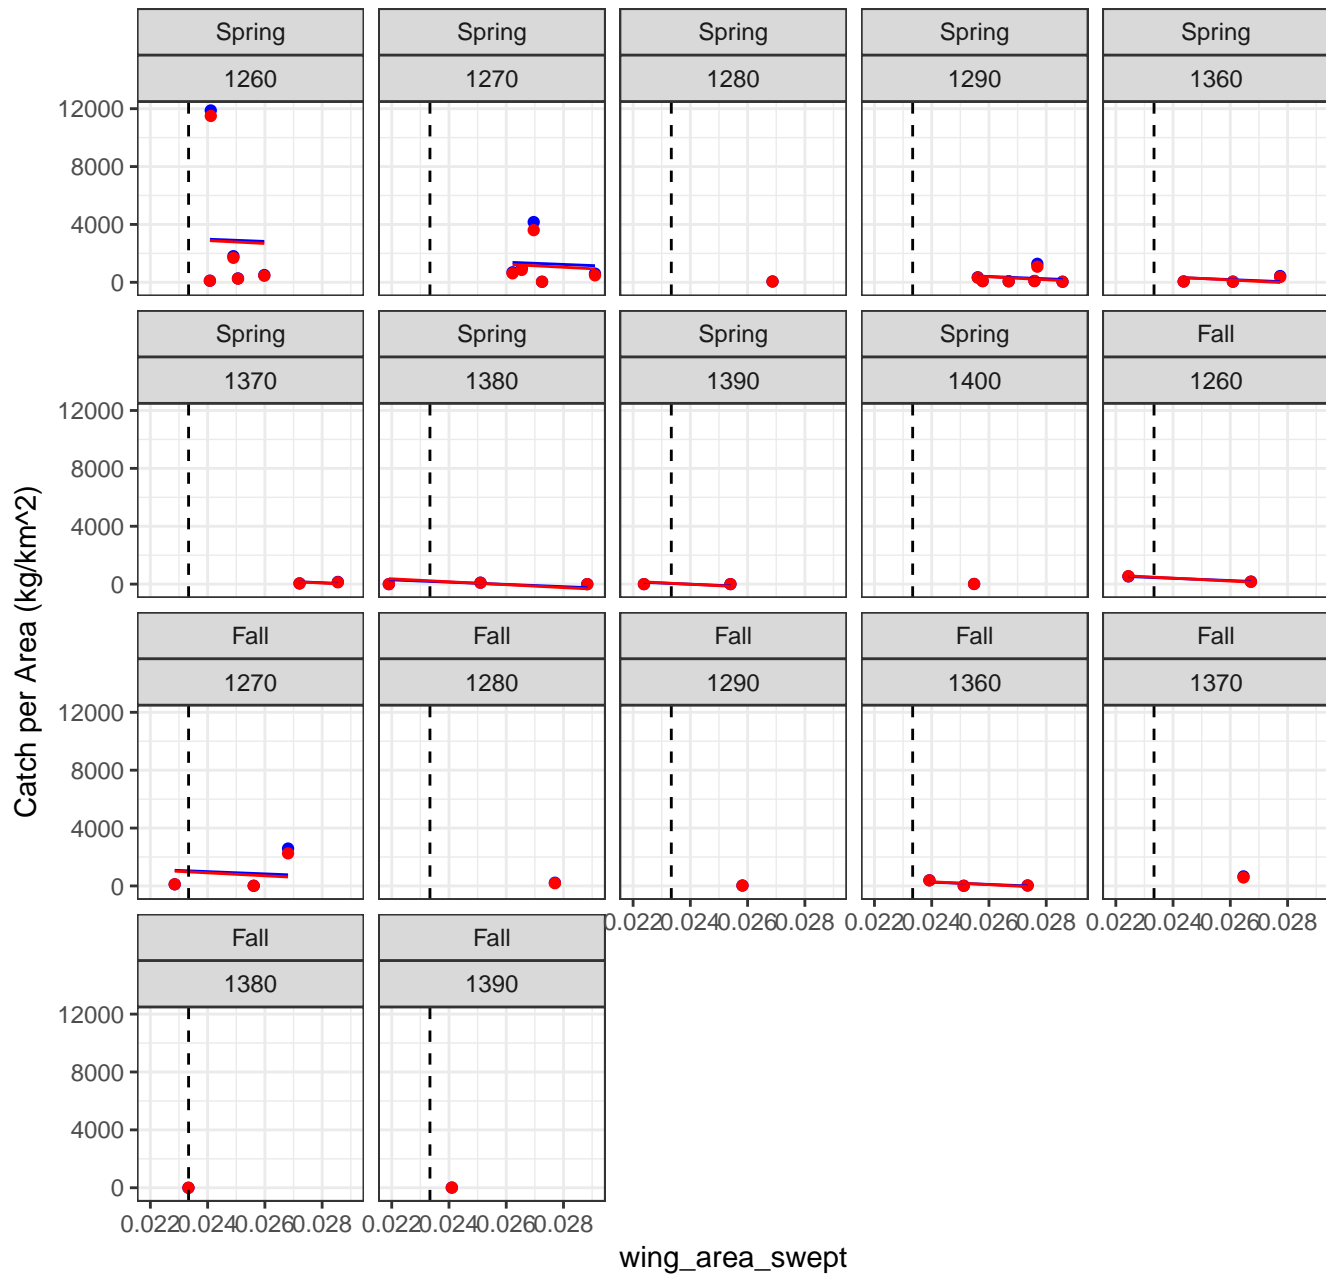 Spring Spring Spring Spring Spring
1260 1270 1280 1290 1360
12000
8000
4000
0
Spring Spring Spring Spring Fall
1370 1380 1390 1400 1260
12000
8000
4000
0
Fall Fall Fall Fall Fall
1270 1280 1290 1360 1370
12000
8000
4000
0
0.022 0.024 0.026 0.028 0.022 0.024 0.026 0.028 0.022 0.024 0.026 0.028
Fall Fall
1380 1390
12000
8000
4000
0
0.022 0.024 0.026 0.028 0.022 0.024 0.026 0.028
wing_area_swept
Catch per Area (kg/km^2)